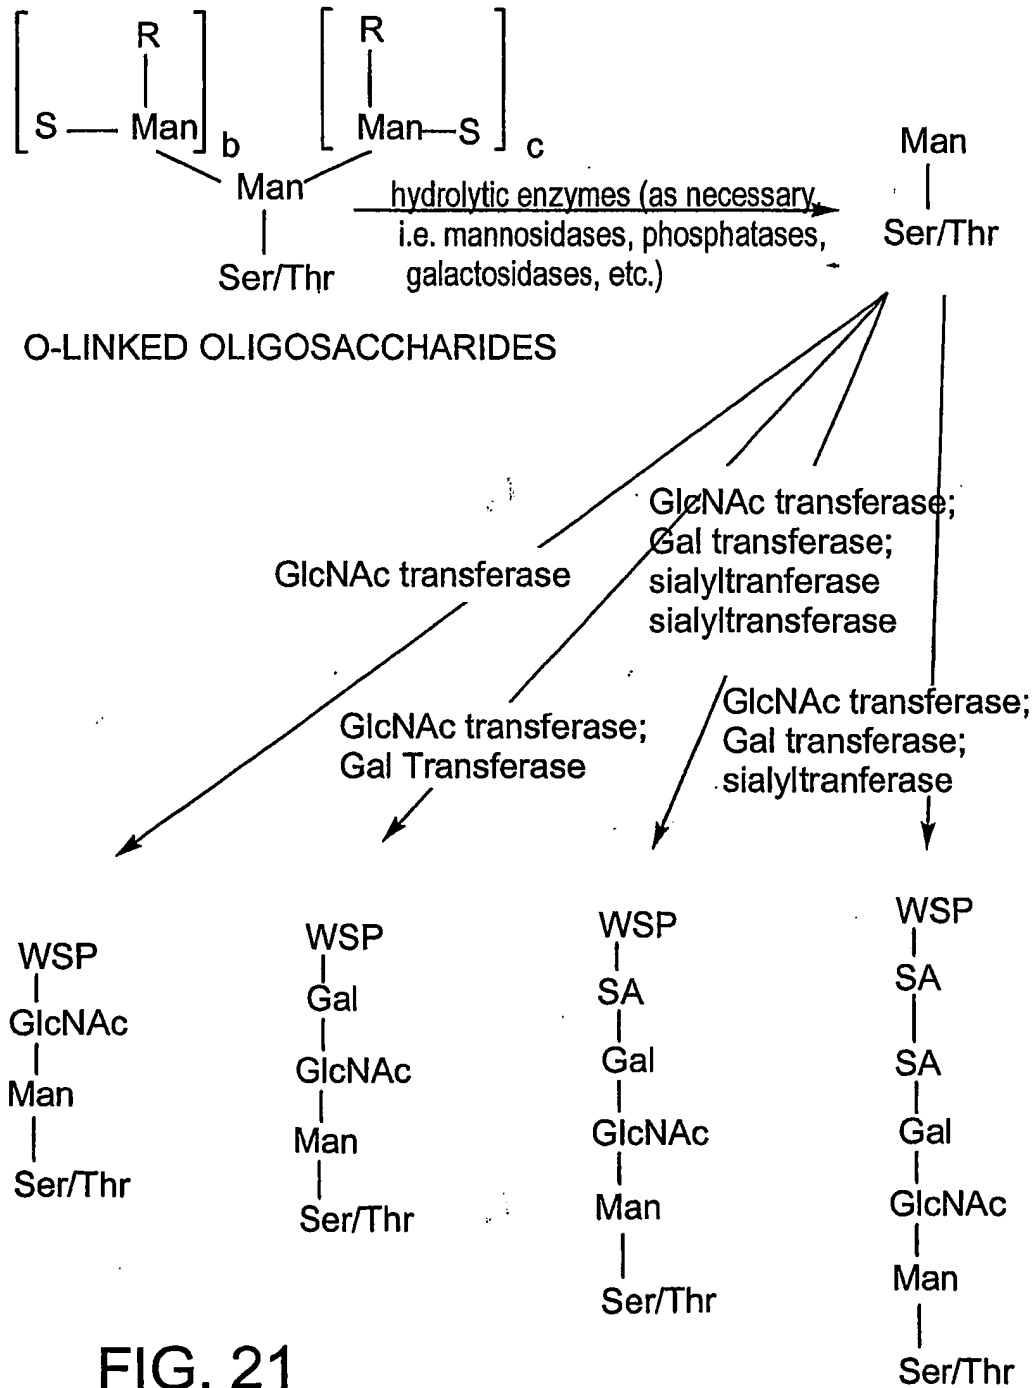 R
R
S
Man
b
Man
S
c
Man
Ser/Thr
O-LINKED OLIGOSACCHARIDES
hydrolytic enzymes (as necessary,
i.e. mannosidases, phosphatases,
galactosidases, etc.)
Man
Ser/Thr
GlcNAc transferase
GlcNAc transferase;
Gal Transferase
GlcNAc transferase;
Gal transferase;
sialyltranferase
sialyltransferase
GlcNAc transferase;
Gal transferase;
sialyltranferase
WSP
GlcNAc
Man
Ser/Thr
WSP
Gal
GlcNAc
Man
Ser/Thr
WSP
SA
Gal
GlcNAc
Man
Ser/Thr
WSP
SA
SA
Gal
GlcNAc
Man
Ser/Thr
FIG. 21